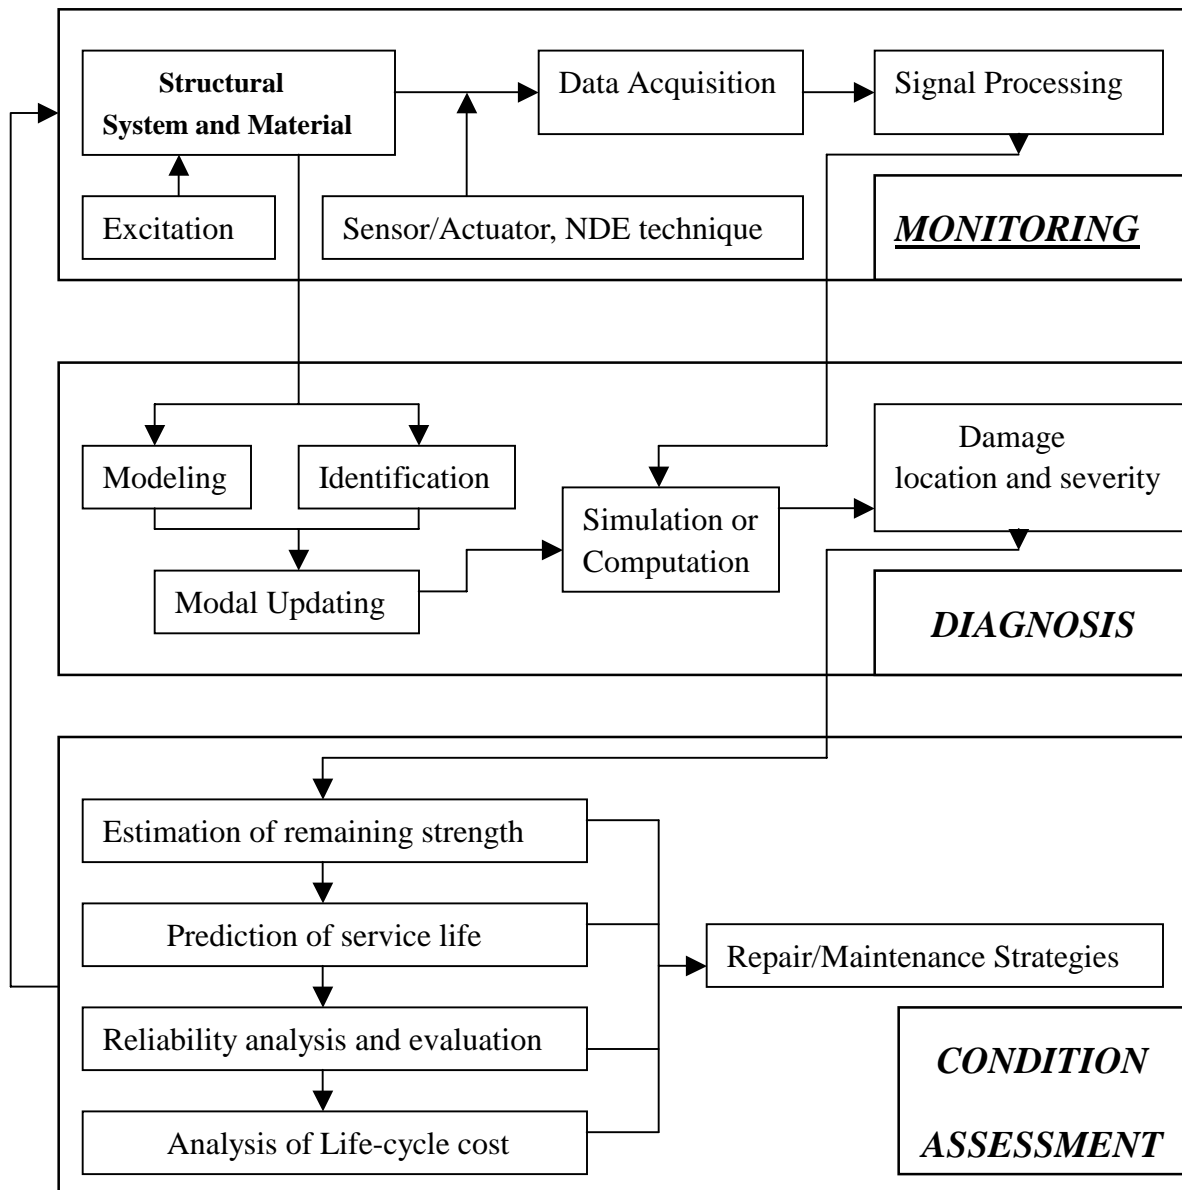 Structural
System and Material
Data Acquisition
Signal Processing
Excitation
Sensor/Actuator, NDE technique
MONITORING
Modeling
Identification
Modal Updating
Simulation or
Computation
Damage
location and severity
DIAGNOSIS
Estimation of remaining strength
Prediction of service life
Reliability analysis and evaluation
Analysis of Life-cycle cost
Repair/Maintenance Strategies
CONDITION
ASSESSMENT